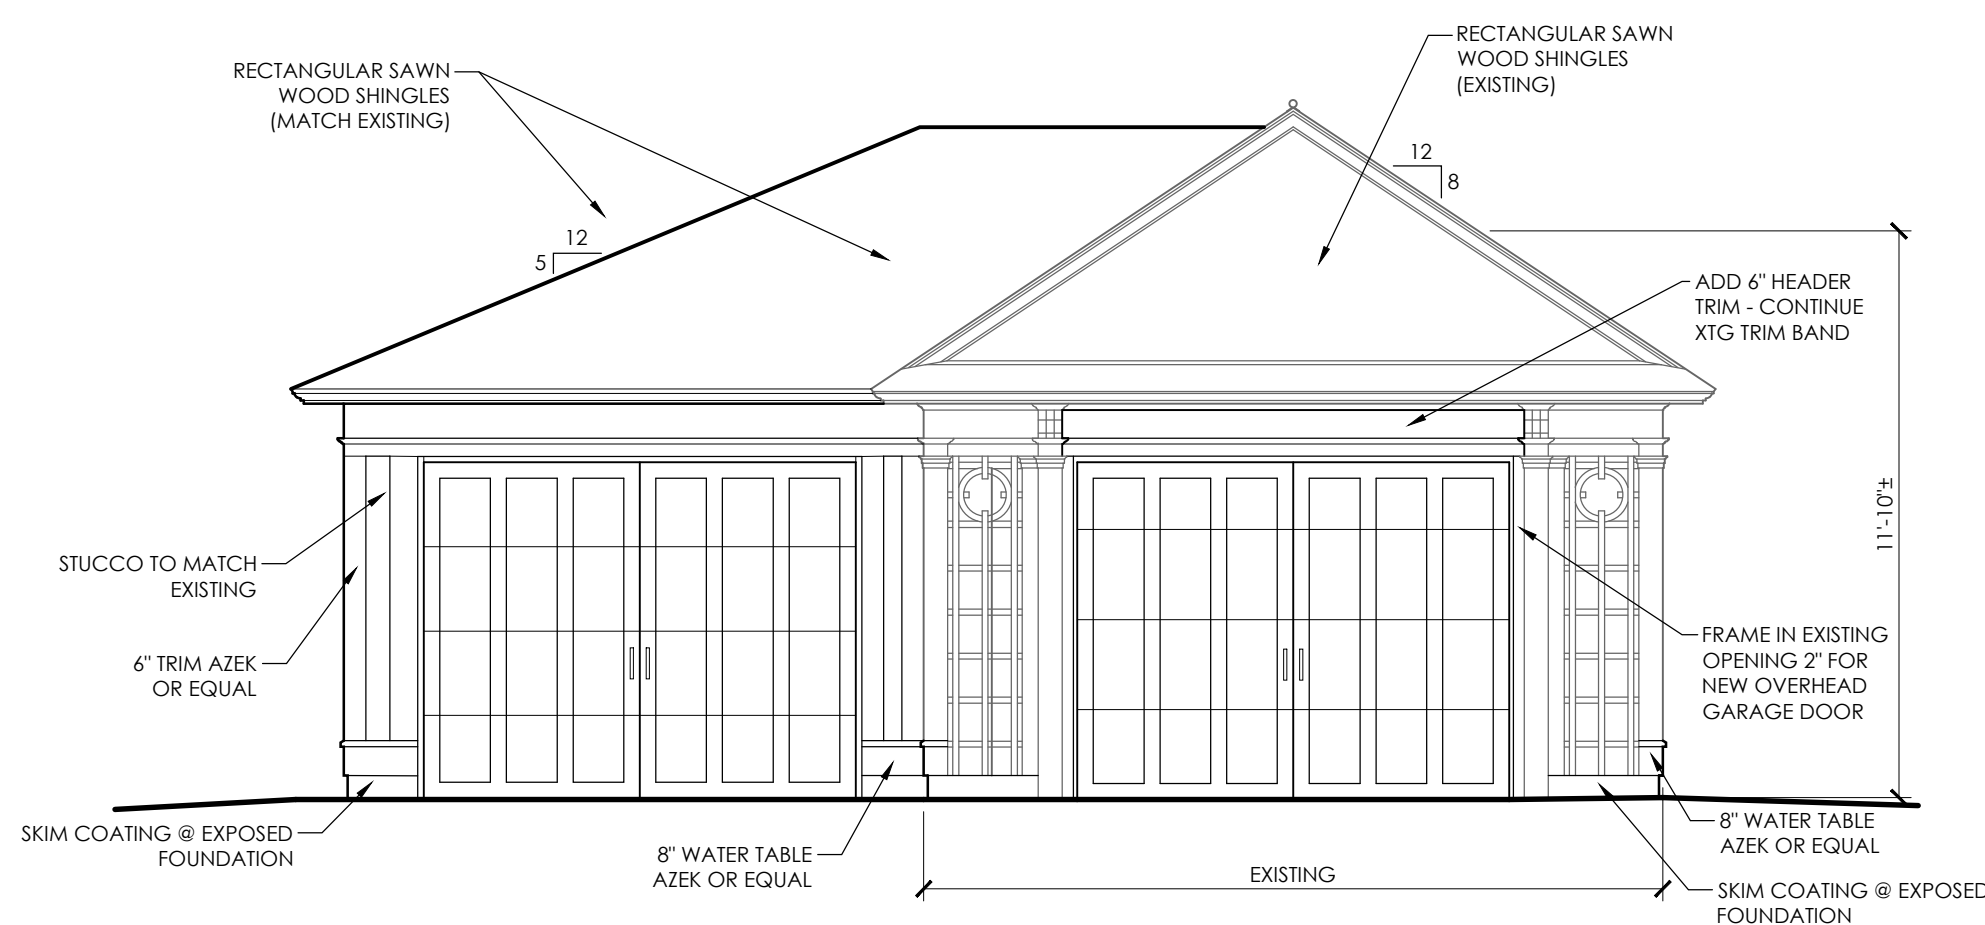 RECTANGULAR SAWN
WOOD SHINGLES
(MATCH EXISTING)
RECTANGULAR SAWN
WOOD SHINGLES
(EXISTING)
12
8
12
5
ADD 6" HEADER
TRIM - CONTINUE
XTG TRIM BAND
11'-10"±
STUCCO TO MATCH
EXISTING
6" TRIM AZEK
OR EQUAL
FRAME IN EXISTING
OPENING 2" FOR
NEW OVERHEAD
GARAGE DOOR
SKIM COATING @ EXPOSED
FOUNDATION
8" WATER TABLE
AZEK OR EQUAL
EXISTING
8" WATER TABLE
AZEK OR EQUAL
SKIM COATING @ EXPOSED
FOUNDATION